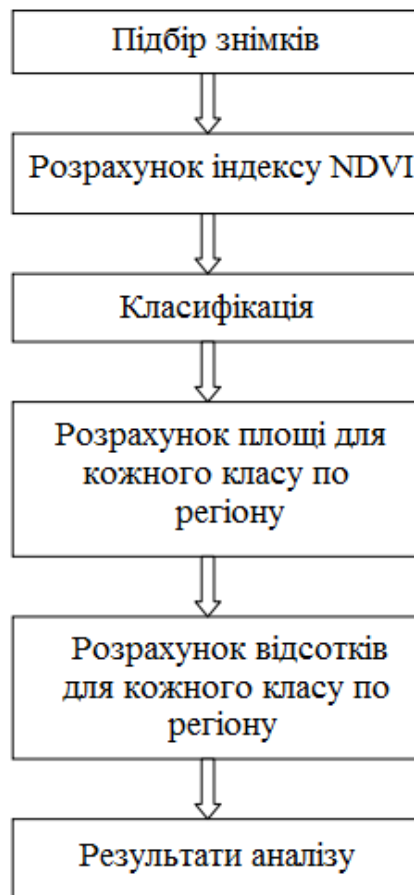 Підбір знімків
Розрахунок індексу NDVI
Класифікація
Розрахунок площі для
кожного класу по
регіону
Розрахунок відсотків
для кожного класу по
регіону
Результати аналізу